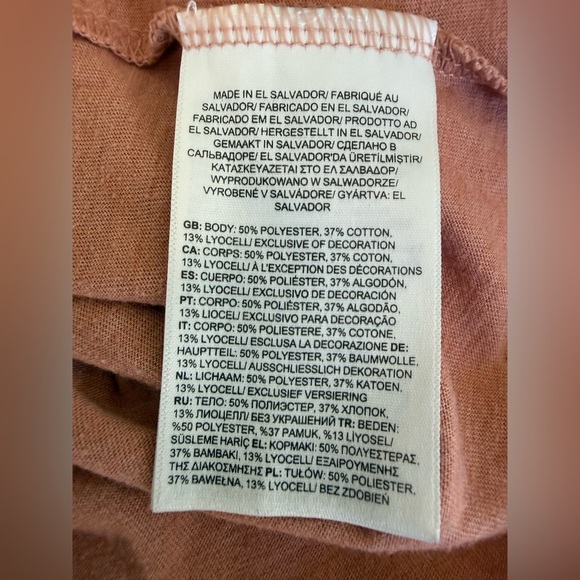 MADE IN EL SALVADOR/ FABRIQUÉ AU
SALVADOR/ FABRICADO EN EL SALVADOR/
FABRICADO EM EL SALVADOR/ PRODOTTO AD
EL SALVADOR/ HERGESTELLT IN EL SALVADOR/
GEMAAKT IN SALVADOR/ СДЕЛАНО В
САЛЬВАДОРЕ/ EL SALVADOR'DA ÜRETİLMİŞTİR/
ΚΑΤΑΣΚΕΥΑΖΕΤΑΙ ΣΤΟ ΕΛ ΣΑΛΒΑΔΟΡ/
WYPRODUKOWANO W SALWADORZE/
VYROBENÉ V SALVÁDORE/ GYÁRTVA: EL
SALVADOR
GB: BODY: 50% POLYESTER, 37% COTTON,
13% LYOCELL/ EXCLUSIVE OF DECORATION
CA: CORPS: 50% POLYESTER, 37% COTON,
13% LYOCELL/ À L'EXCEPTION DES DÉCORATIONS
ES: CUERPO: 50% POLIÉSTER, 37% ALGODÓN,
13% LYOCELL/ EXCLUSIVO DE DECORACIÓN
PT: CORPO: 50% POLIÉSTER, 37% ALGODÃO,
13% LIOCEL/ EXCLUSIVO PARA DECORAÇÃO
IT: CORPO: 50% POLIESTERE, 37% COTONE,
13% LYOCELL/ ESCLUSA LA DECORAZIONE DE:
HAUPTTEIL: 50% POLYESTER, 37% BAUMWOLLE,
13% LYOCELL/ AUSSCHLIESSLICH DEKORATION
NL: LICHAAM: 50% POLYESTER, 37% KATOEN,
13% LYOCELL/ EXCLUSIEF VERSIERING
RU: ТЕЛО: 50% ПОЛИЭСТЕР, 37% ХЛОПОК,
13% ЛИОЦЕЛЛ/ БЕЗ УКРАШЕНИЙ TR: BEDEN:
%50 POLYESTER, %37 PAMUK, %13 LİYOSEL/
SÜSLEME HARİÇ EL: ΚΟΡΜΑΚΙ: 50% ΠΟΛΥΕΣΤΕΡΑΣ,
37% ΒΑΜΒΑΚΙ, 13% LYOCELL/ ΕΞΑΙΡΟΥΜΕΝΗΣ
ΤΗΣ ΔΙΑΚΟΣΜΗΣΗΣ PL: TUŁÓW: 50% POLIESTER,
37% BAWEŁNA, 13% LYOCELL/ BEZ ZDOBIEŃ